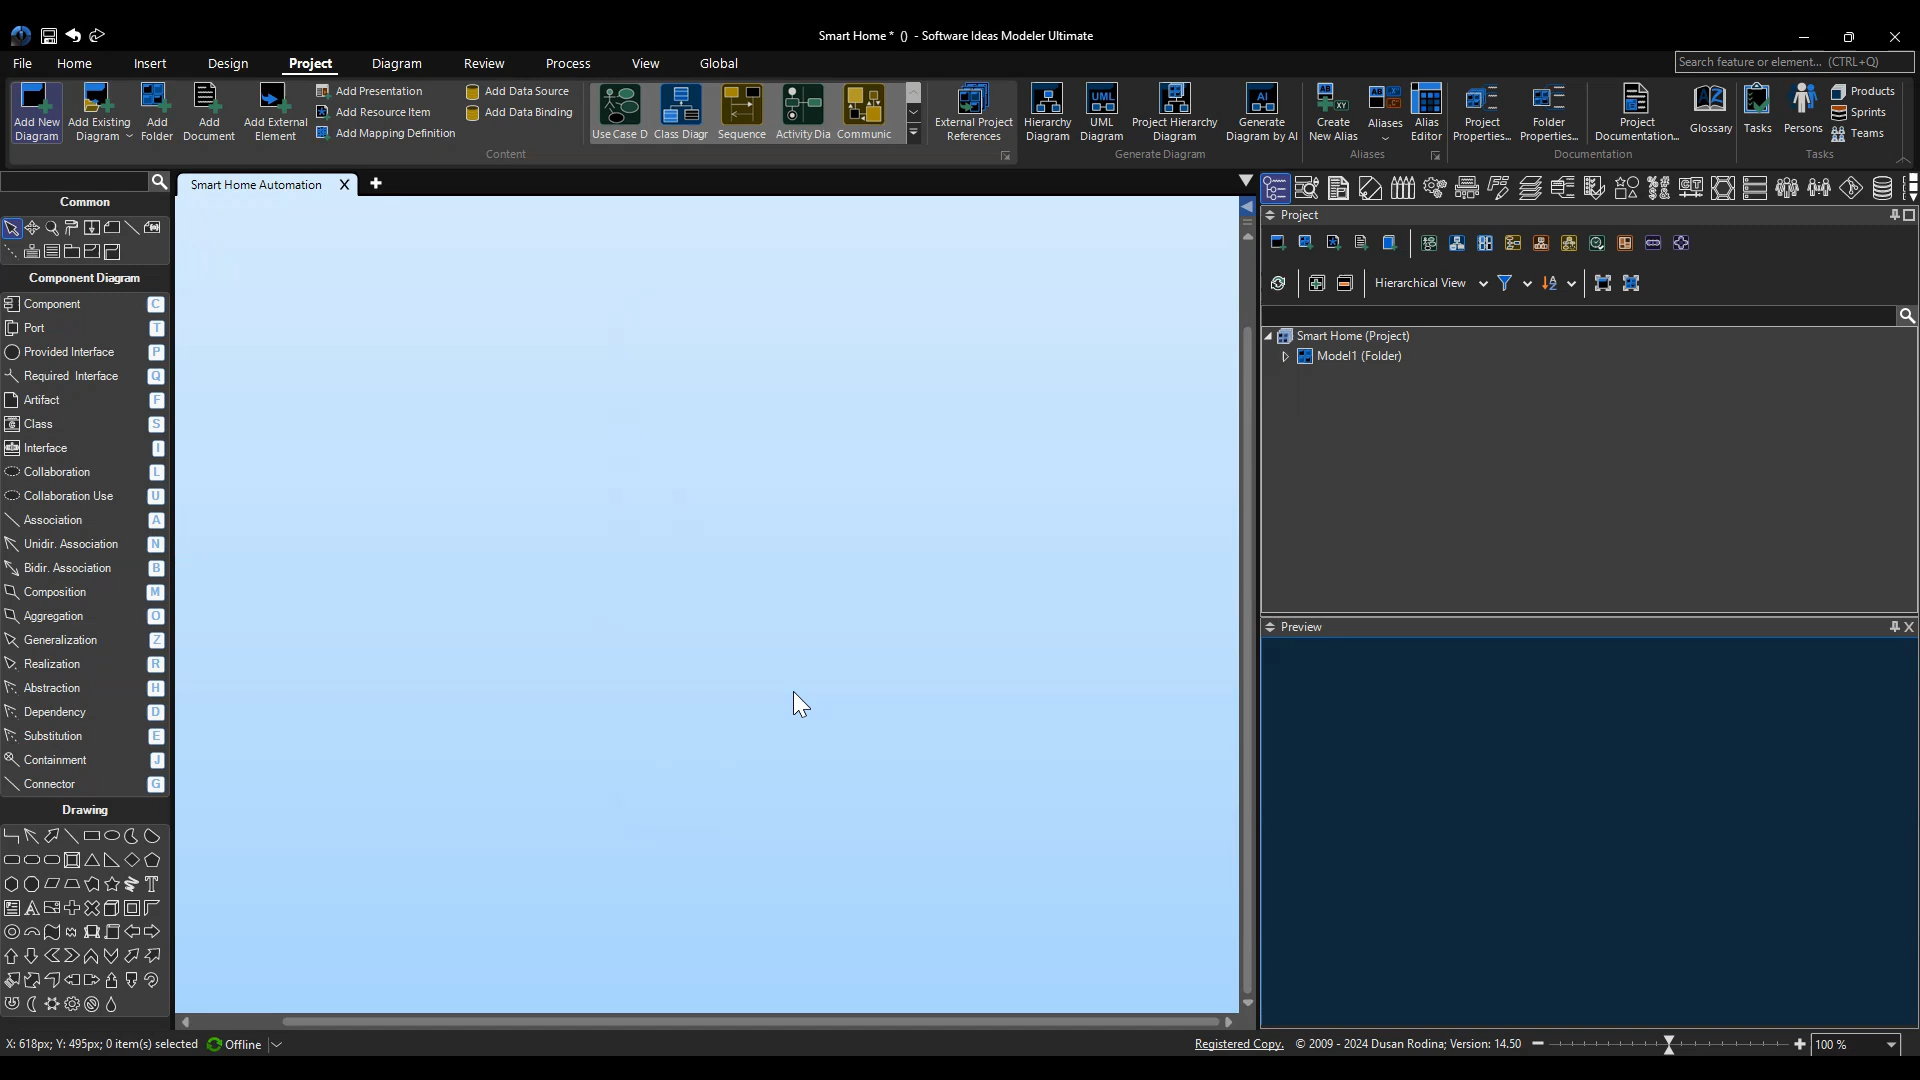 Smart Home * () - Software Ideas Modeler Ultimate
File Home Insert Design Project Diagram Review Process View Global
Search feature or element... (CTRL+Q)
Add New Diagram
Add Existing Diagram
Add Folder
Add Document
Add External Element
Add Presentation
Add Resource Item
Add Mapping Definition
Add Data Source
Add Data Binding
Content
Use Case D
Class Diagr
Sequence
Activity Dia
Communic
External Project References
Hierarchy Diagram
UML Diagram
Project Hierarchy Diagram
Generate Diagram by AI
Generate Diagram
Create New Alias
Aliases
Alias Editor
Aliases
Project Properties...
Folder Properties...
Project Documentation...
Glossary
Documentation
Tasks
Persons
Products
Sprints
Teams
Tasks
Smart Home Automation
Common
Component Diagram
Component C
Port T
Provided Interface P
Required Interface Q
Artifact F
Class S
Interface I
Collaboration L
Collaboration Use U
Association A
Unidir. Association N
Bidir. Association B
Composition M
Aggregation O
Generalization Z
Realization R
Abstraction H
Dependency D
Substitution E
Containment J
Connector G
Drawing
Project
Hierarchical View
Smart Home (Project)
Model1 (Folder)
Preview
X: 618px; Y: 495px; 0 item(s) selected
Offline
Registered Copy.
© 2009 - 2024 Dusan Rodina; Version: 14.50
100 %